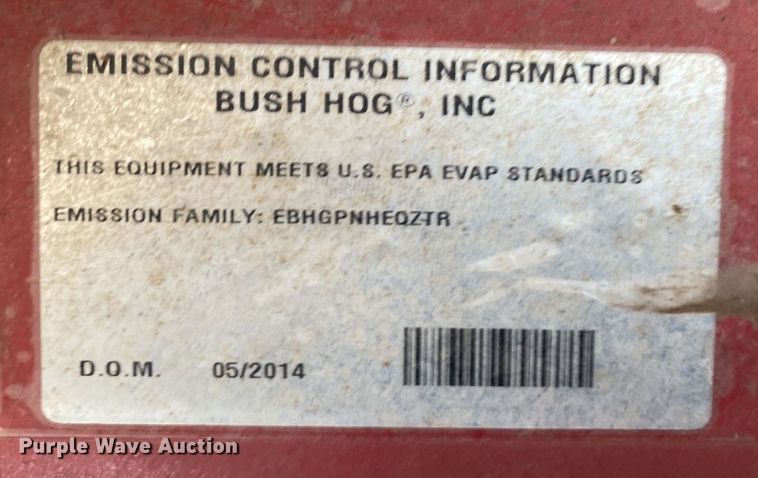 EMISSION CONTROL INFORMATION
BUSH HOG®, INC
THIS EQUIPMENT MEETS U.S. EPA EVAP STANDARDS
EMISSION FAMILY: EBHGPNHEQZTR
D.O.M. 05/2014
Purple Wave Auction